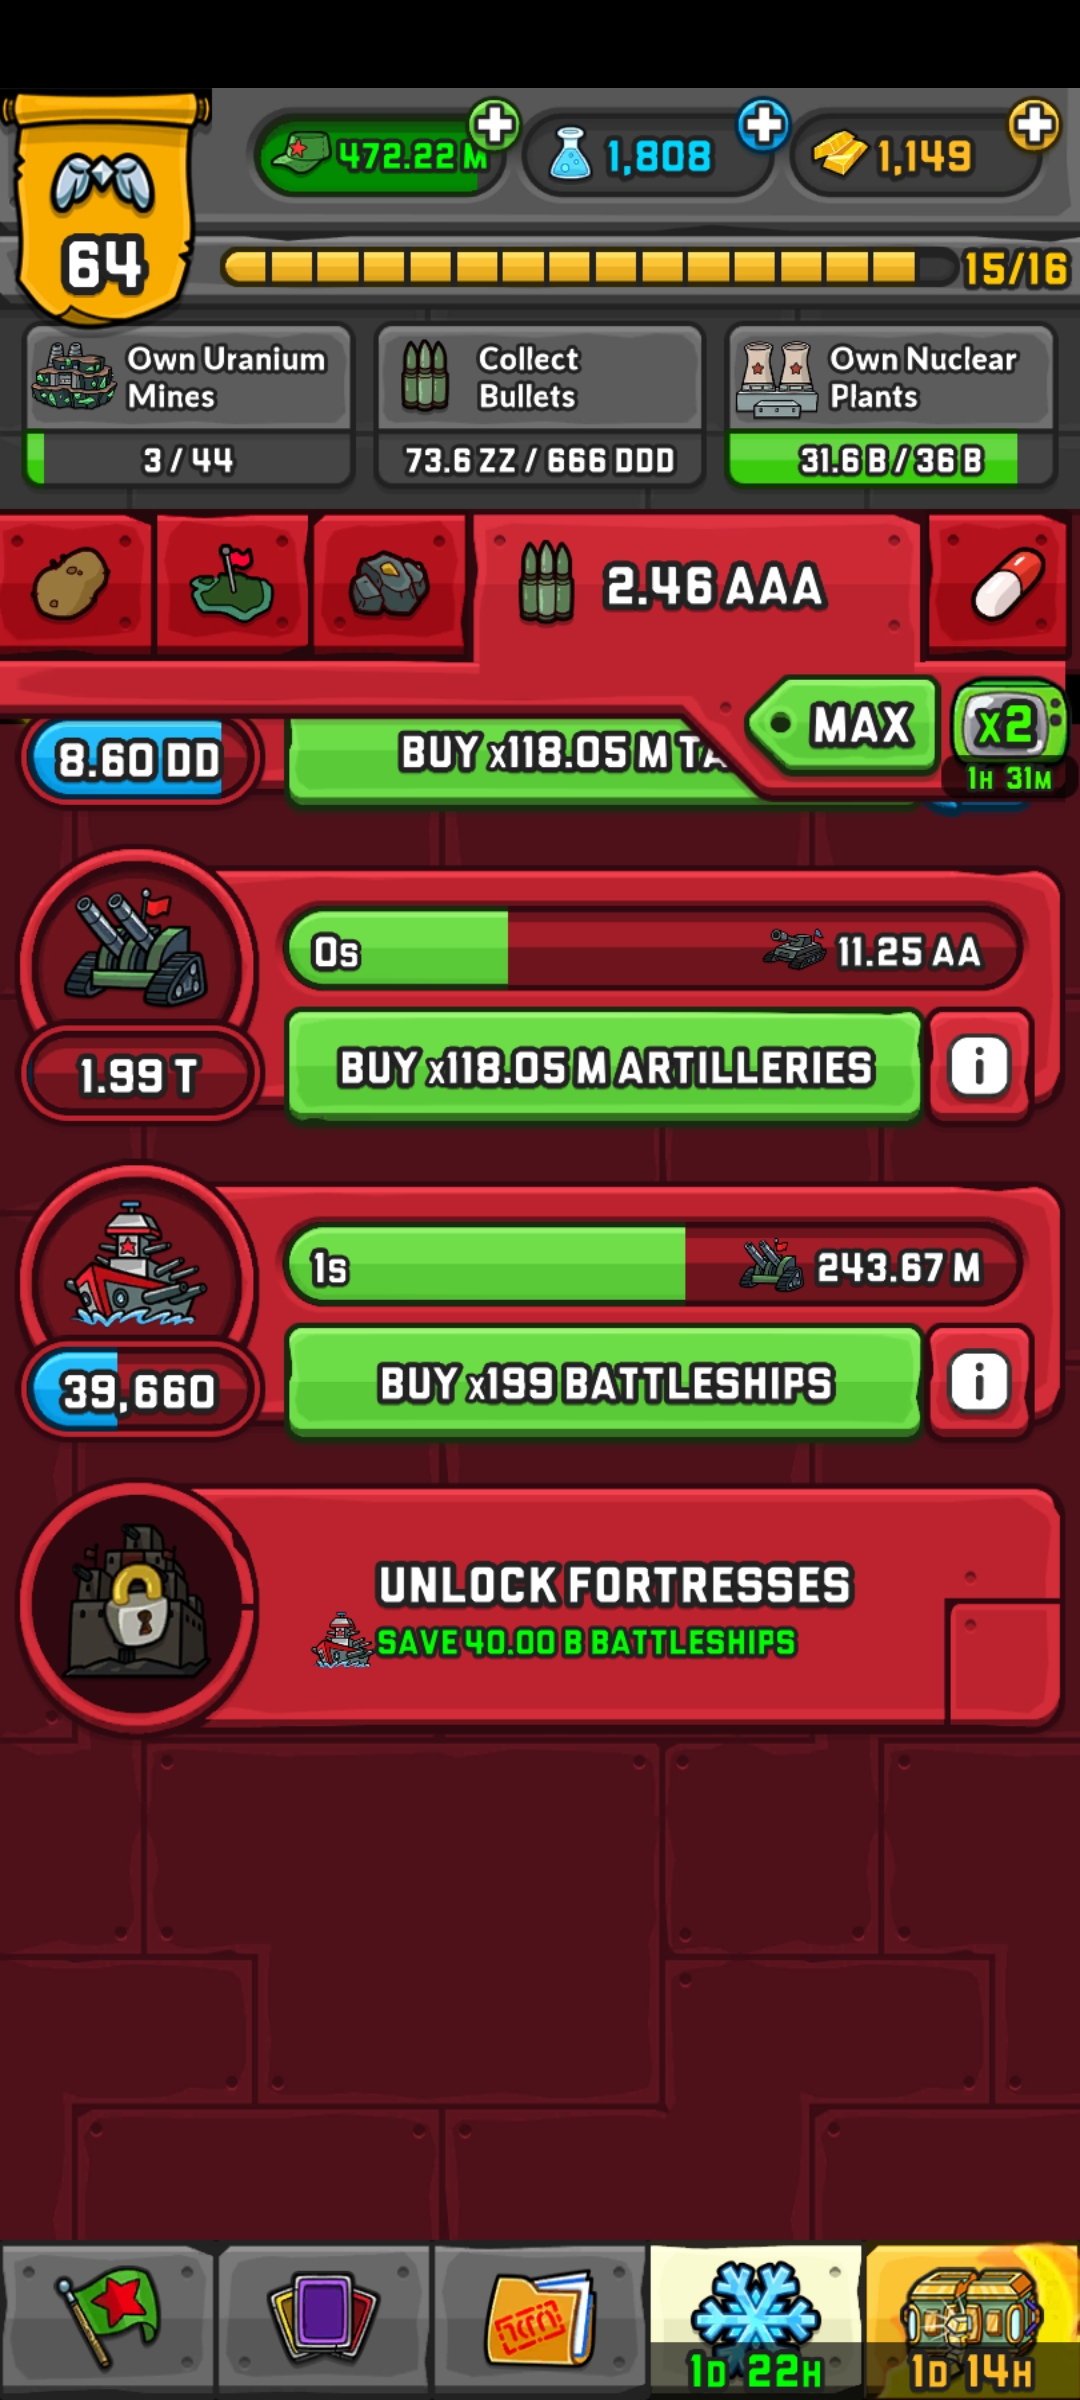 472.22 M
1,808
1,149
64
15/16
Own Uranium
Mines
3 / 44
Collect
Bullets
73.6 ZZ / 666 DDD
Own Nuclear
Plants
31.6 B / 36 B
2.46 AAA
MAX
x2
1H 31M
8.60 DD
BUY x118.05 M TA
0s
11.25 AA
1.99 T
BUY x118.05 M ARTILLERIES
i
1s
243.67 M
39,660
BUY x199 BATTLESHIPS
i
UNLOCK FORTRESSES
SAVE 40.00 B BATTLESHIPS
1D 22H
1D 14H